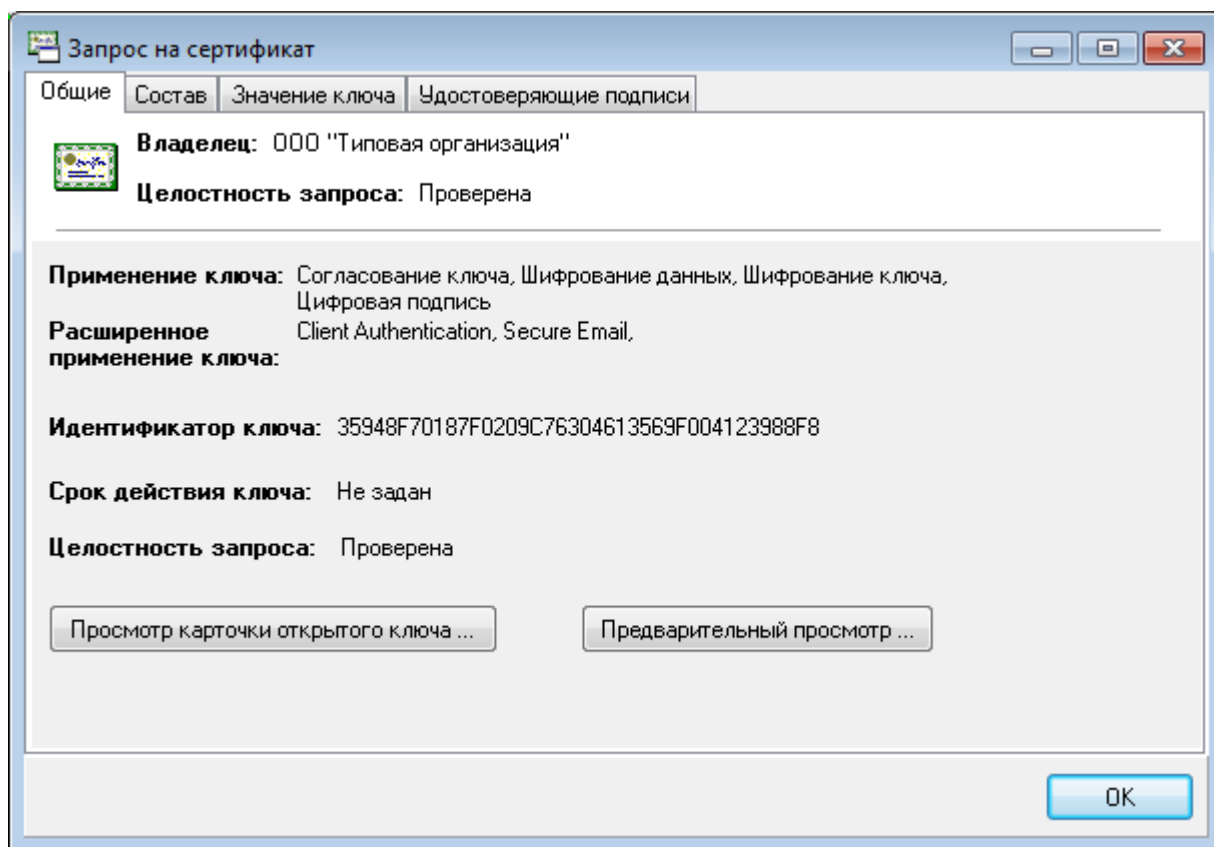 Запрос на сертификат
Общие Состав Значение ключа Удостоверяющие подписи
Владелец: ООО "Типовая организация"
Целостность запроса: Проверена
Применение ключа: Согласование ключа, Шифрование данных, Шифрование ключа,
Цифровая подпись
Расширенное Client Authentication, Secure Email,
применение ключа:
Идентификатор ключа: 35948F70187F0209C76304613569F004123988F8
Срок действия ключа: Не задан
Целостность запроса: Проверена
Просмотр карточки открытого ключа ... Предварительный просмотр ...
OK